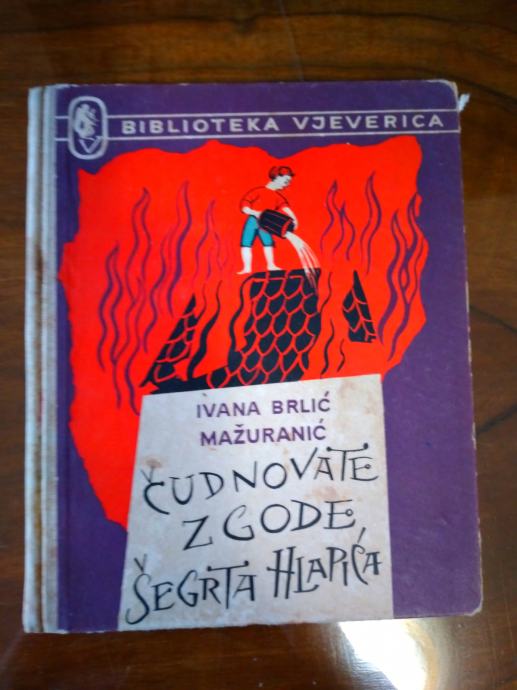 BIBLIOTEKA VJEVERICA
IVANA BRLIĆ
MAŽURANIĆ
ČUDNOVATE
ZGODE
ŠEGRTA HLAPIĆA